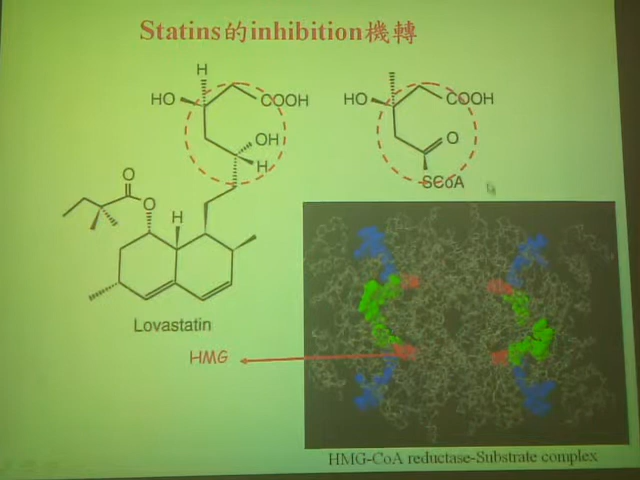 Statins的inhibition機轉
H
HO
COOH
OH
H
O
O
H
Lovastatin
HO
COOH
O
SCoA
HMG
HMG-CoA reductase-Substrate complex